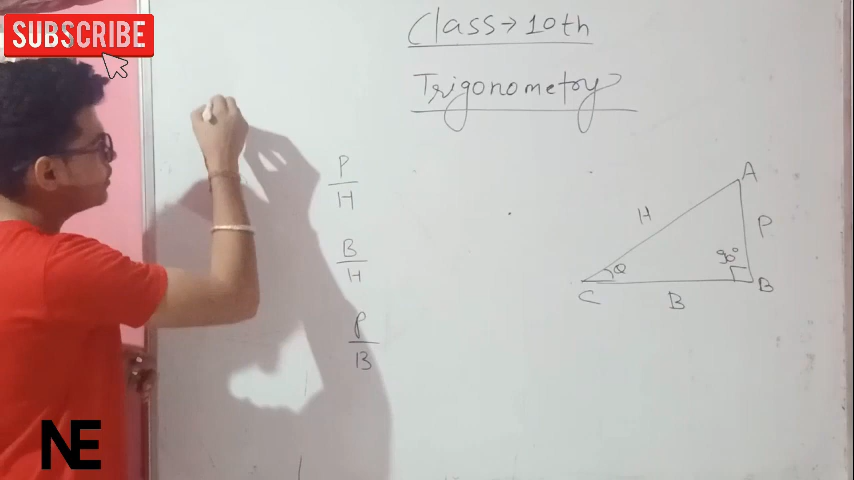 SUBSCRIBE
Class→10th
Trigonometry
P
H
B
H
P
B
A
H
P
90°
θ
C
B
B
NE